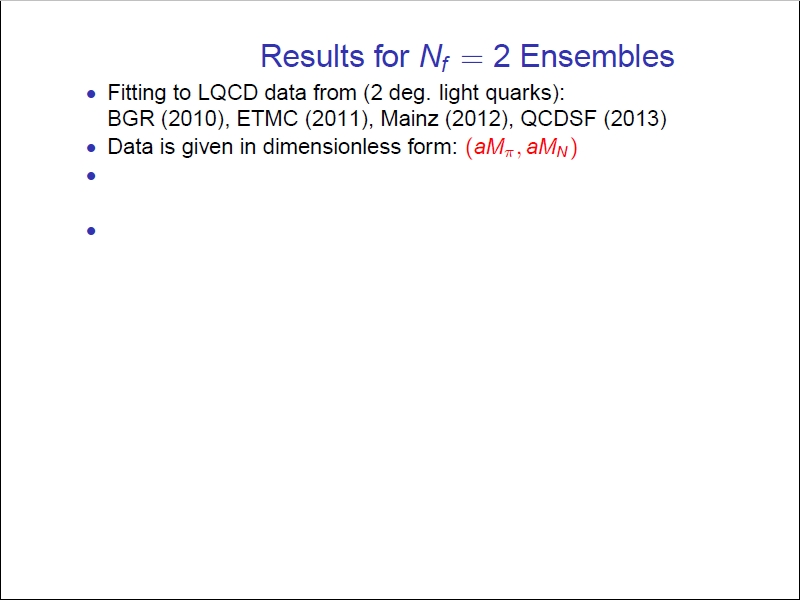 Results for N_f = 2 Ensembles
• Fitting to LQCD data from (2 deg. light quarks):
BGR (2010), ETMC (2011), Mainz (2012), QCDSF (2013)
• Data is given in dimensionless form: (aM_π, aM_N)
•
•